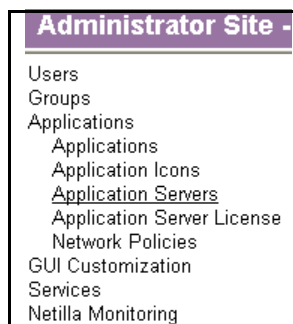 Administrator Site -
Users
Groups
Applications
Applications
Application Icons
Application Servers
Application Server License
Network Policies
GUI Customization
Services
Netilla Monitoring